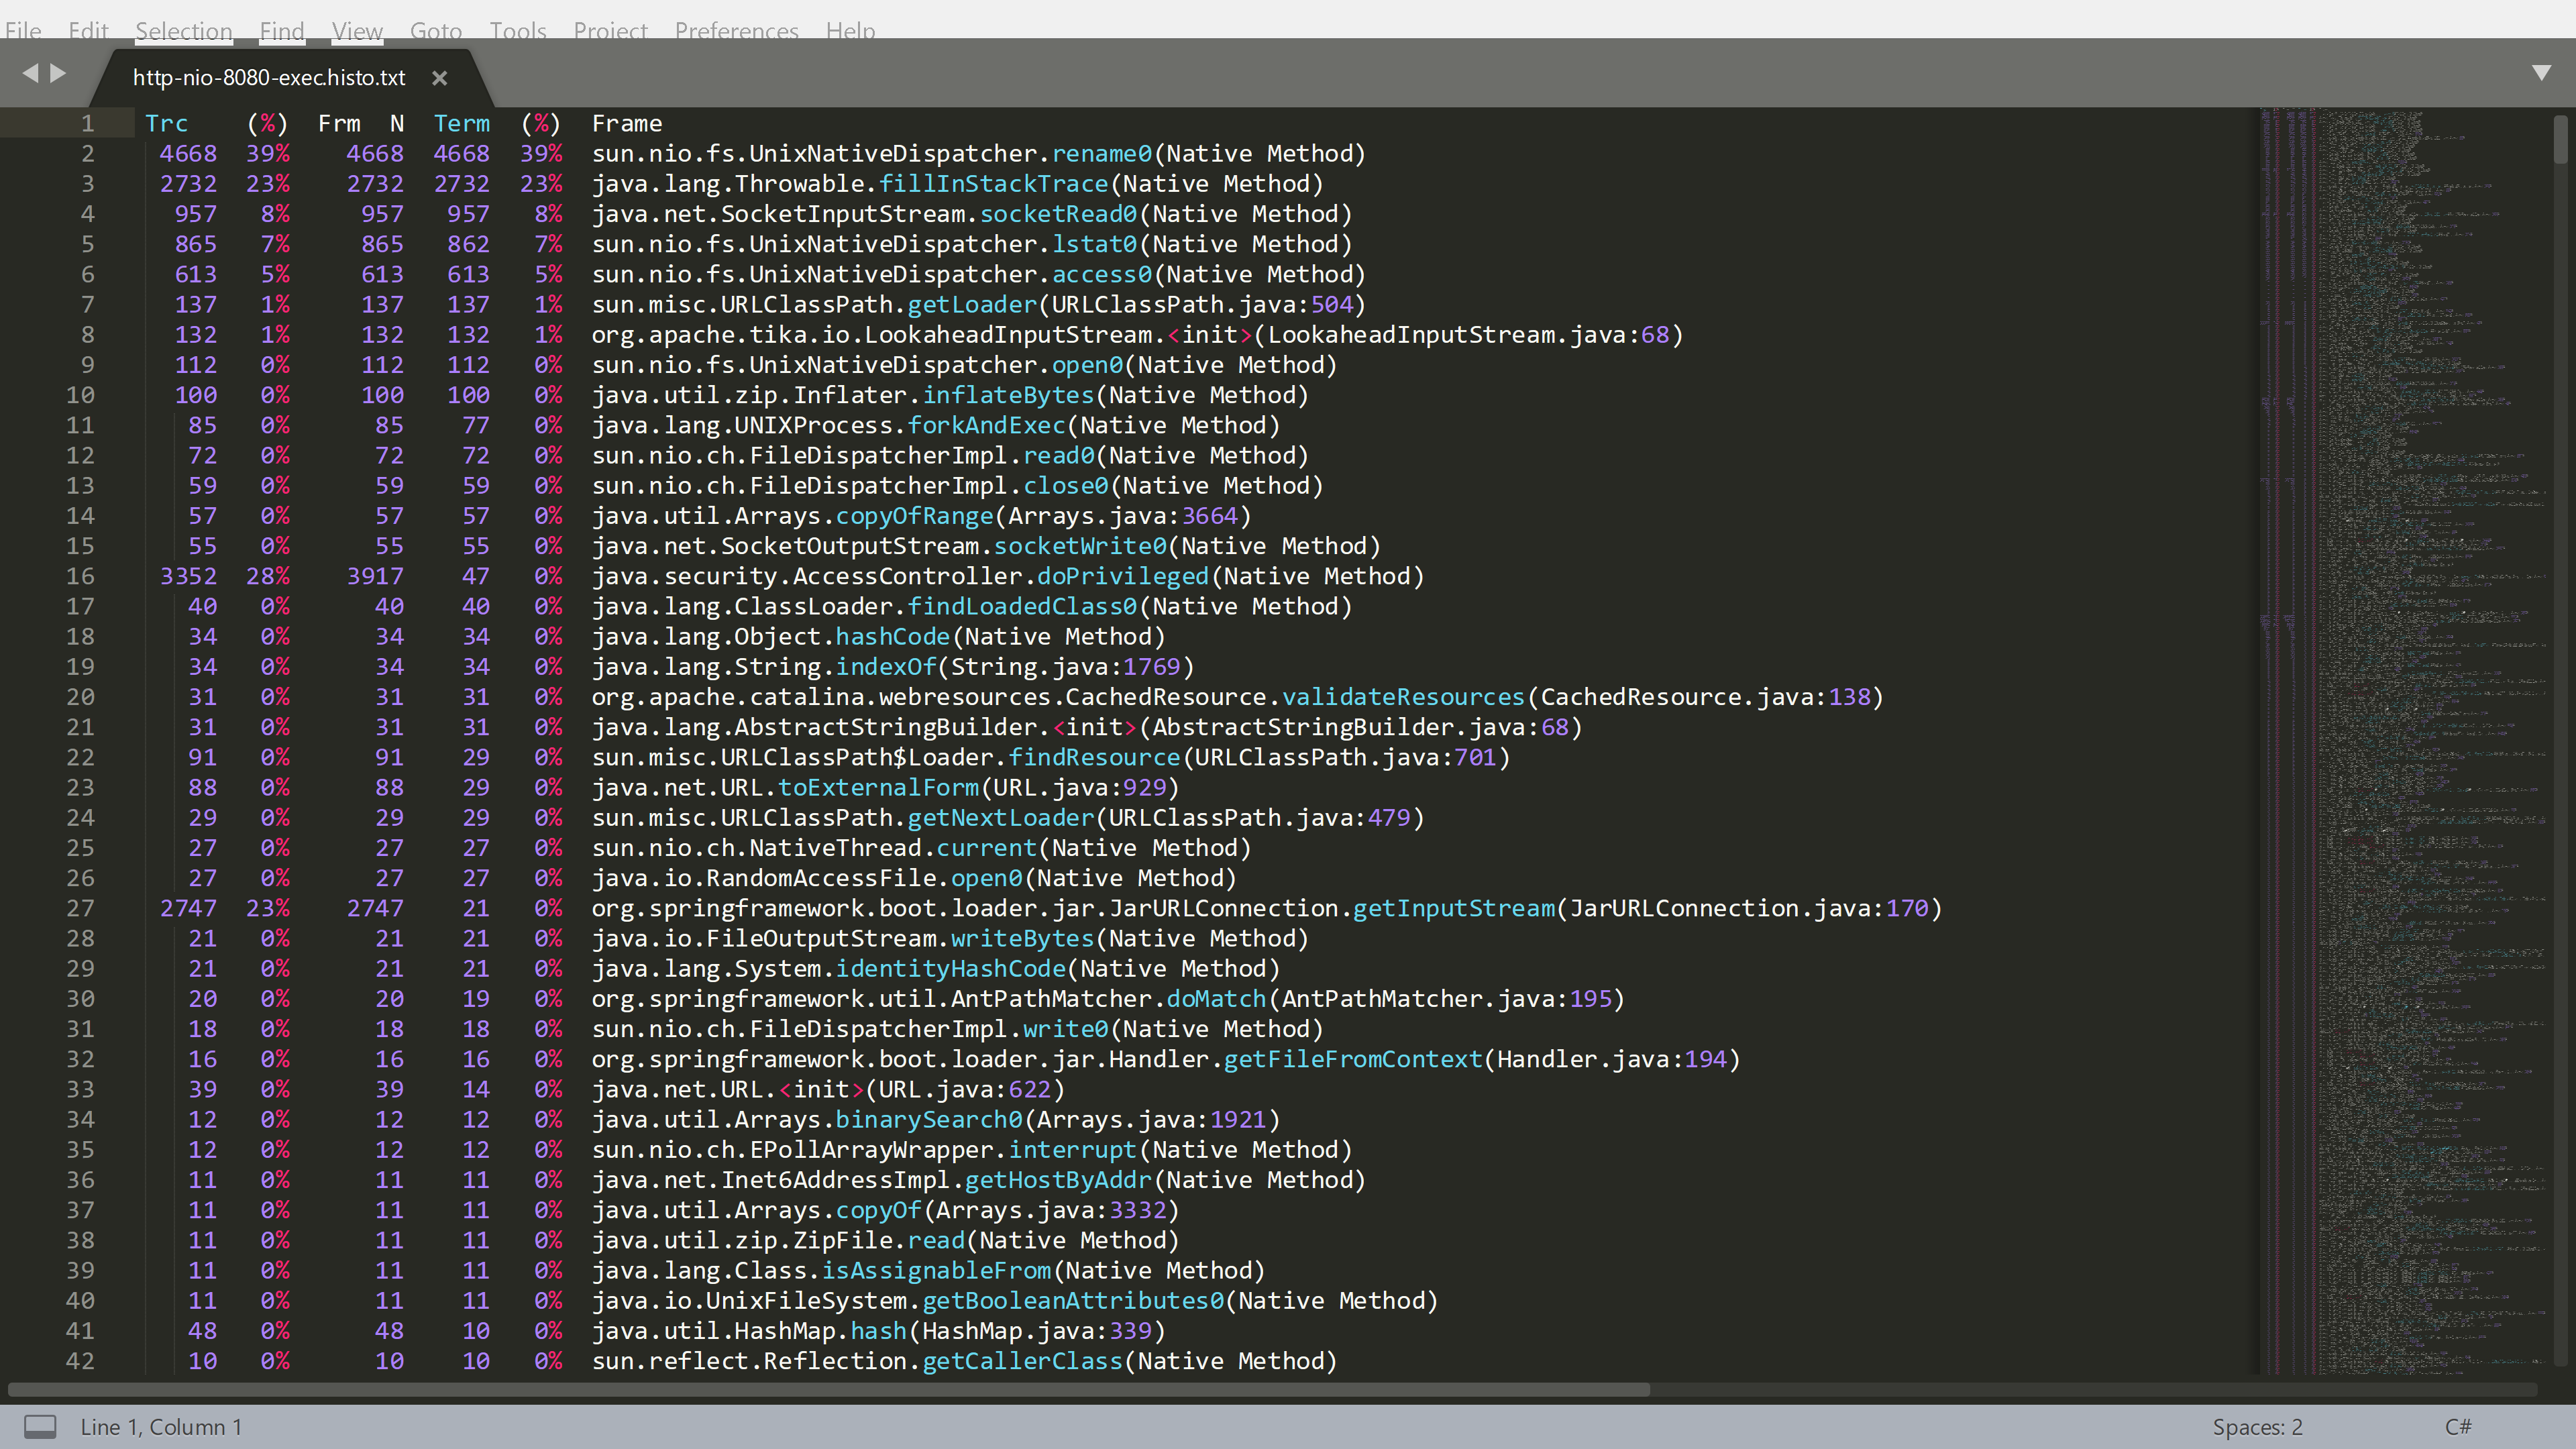 File Edit Selection Find View Goto Tools Project Preferences Help
http-nio-8080-exec.histo.txt ×
1 Trc (%) Frm N Term (%) Frame
2 4668 39% 4668 4668 39% sun.nio.fs.UnixNativeDispatcher.rename0(Native Method)
3 2732 23% 2732 2732 23% java.lang.Throwable.fillInStackTrace(Native Method)
4 957 8% 957 957 8% java.net.SocketInputStream.socketRead0(Native Method)
5 865 7% 865 862 7% sun.nio.fs.UnixNativeDispatcher.lstat0(Native Method)
6 613 5% 613 613 5% sun.nio.fs.UnixNativeDispatcher.access0(Native Method)
7 137 1% 137 137 1% sun.misc.URLClassPath.getLoader(URLClassPath.java:504)
8 132 1% 132 132 1% org.apache.tika.io.LookaheadInputStream.<init>(LookaheadInputStream.java:68)
9 112 0% 112 112 0% sun.nio.fs.UnixNativeDispatcher.open0(Native Method)
10 100 0% 100 100 0% java.util.zip.Inflater.inflateBytes(Native Method)
11 85 0% 85 77 0% java.lang.UNIXProcess.forkAndExec(Native Method)
12 72 0% 72 72 0% sun.nio.ch.FileDispatcherImpl.read0(Native Method)
13 59 0% 59 59 0% sun.nio.ch.FileDispatcherImpl.close0(Native Method)
14 57 0% 57 57 0% java.util.Arrays.copyOfRange(Arrays.java:3664)
15 55 0% 55 55 0% java.net.SocketOutputStream.socketWrite0(Native Method)
16 3352 28% 3917 47 0% java.security.AccessController.doPrivileged(Native Method)
17 40 0% 40 40 0% java.lang.ClassLoader.findLoadedClass0(Native Method)
18 34 0% 34 34 0% java.lang.Object.hashCode(Native Method)
19 34 0% 34 34 0% java.lang.String.indexOf(String.java:1769)
20 31 0% 31 31 0% org.apache.catalina.webresources.CachedResource.validateResources(CachedResource.java:138)
21 31 0% 31 31 0% java.lang.AbstractStringBuilder.<init>(AbstractStringBuilder.java:68)
22 91 0% 91 29 0% sun.misc.URLClassPath$Loader.findResource(URLClassPath.java:701)
23 88 0% 88 29 0% java.net.URL.toExternalForm(URL.java:929)
24 29 0% 29 29 0% sun.misc.URLClassPath.getNextLoader(URLClassPath.java:479)
25 27 0% 27 27 0% sun.nio.ch.NativeThread.current(Native Method)
26 27 0% 27 27 0% java.io.RandomAccessFile.open0(Native Method)
27 2747 23% 2747 21 0% org.springframework.boot.loader.jar.JarURLConnection.getInputStream(JarURLConnection.java:170)
28 21 0% 21 21 0% java.io.FileOutputStream.writeBytes(Native Method)
29 21 0% 21 21 0% java.lang.System.identityHashCode(Native Method)
30 20 0% 20 19 0% org.springframework.util.AntPathMatcher.doMatch(AntPathMatcher.java:195)
31 18 0% 18 18 0% sun.nio.ch.FileDispatcherImpl.write0(Native Method)
32 16 0% 16 16 0% org.springframework.boot.loader.jar.Handler.getFileFromContext(Handler.java:194)
33 39 0% 39 14 0% java.net.URL.<init>(URL.java:622)
34 12 0% 12 12 0% java.util.Arrays.binarySearch0(Arrays.java:1921)
35 12 0% 12 12 0% sun.nio.ch.EPollArrayWrapper.interrupt(Native Method)
36 11 0% 11 11 0% java.net.Inet6AddressImpl.getHostByAddr(Native Method)
37 11 0% 11 11 0% java.util.Arrays.copyOf(Arrays.java:3332)
38 11 0% 11 11 0% java.util.zip.ZipFile.read(Native Method)
39 11 0% 11 11 0% java.lang.Class.isAssignableFrom(Native Method)
40 11 0% 11 11 0% java.io.UnixFileSystem.getBooleanAttributes0(Native Method)
41 48 0% 48 10 0% java.util.HashMap.hash(HashMap.java:339)
42 10 0% 10 10 0% sun.reflect.Reflection.getCallerClass(Native Method)
Line 1, Column 1 Spaces: 2 C#